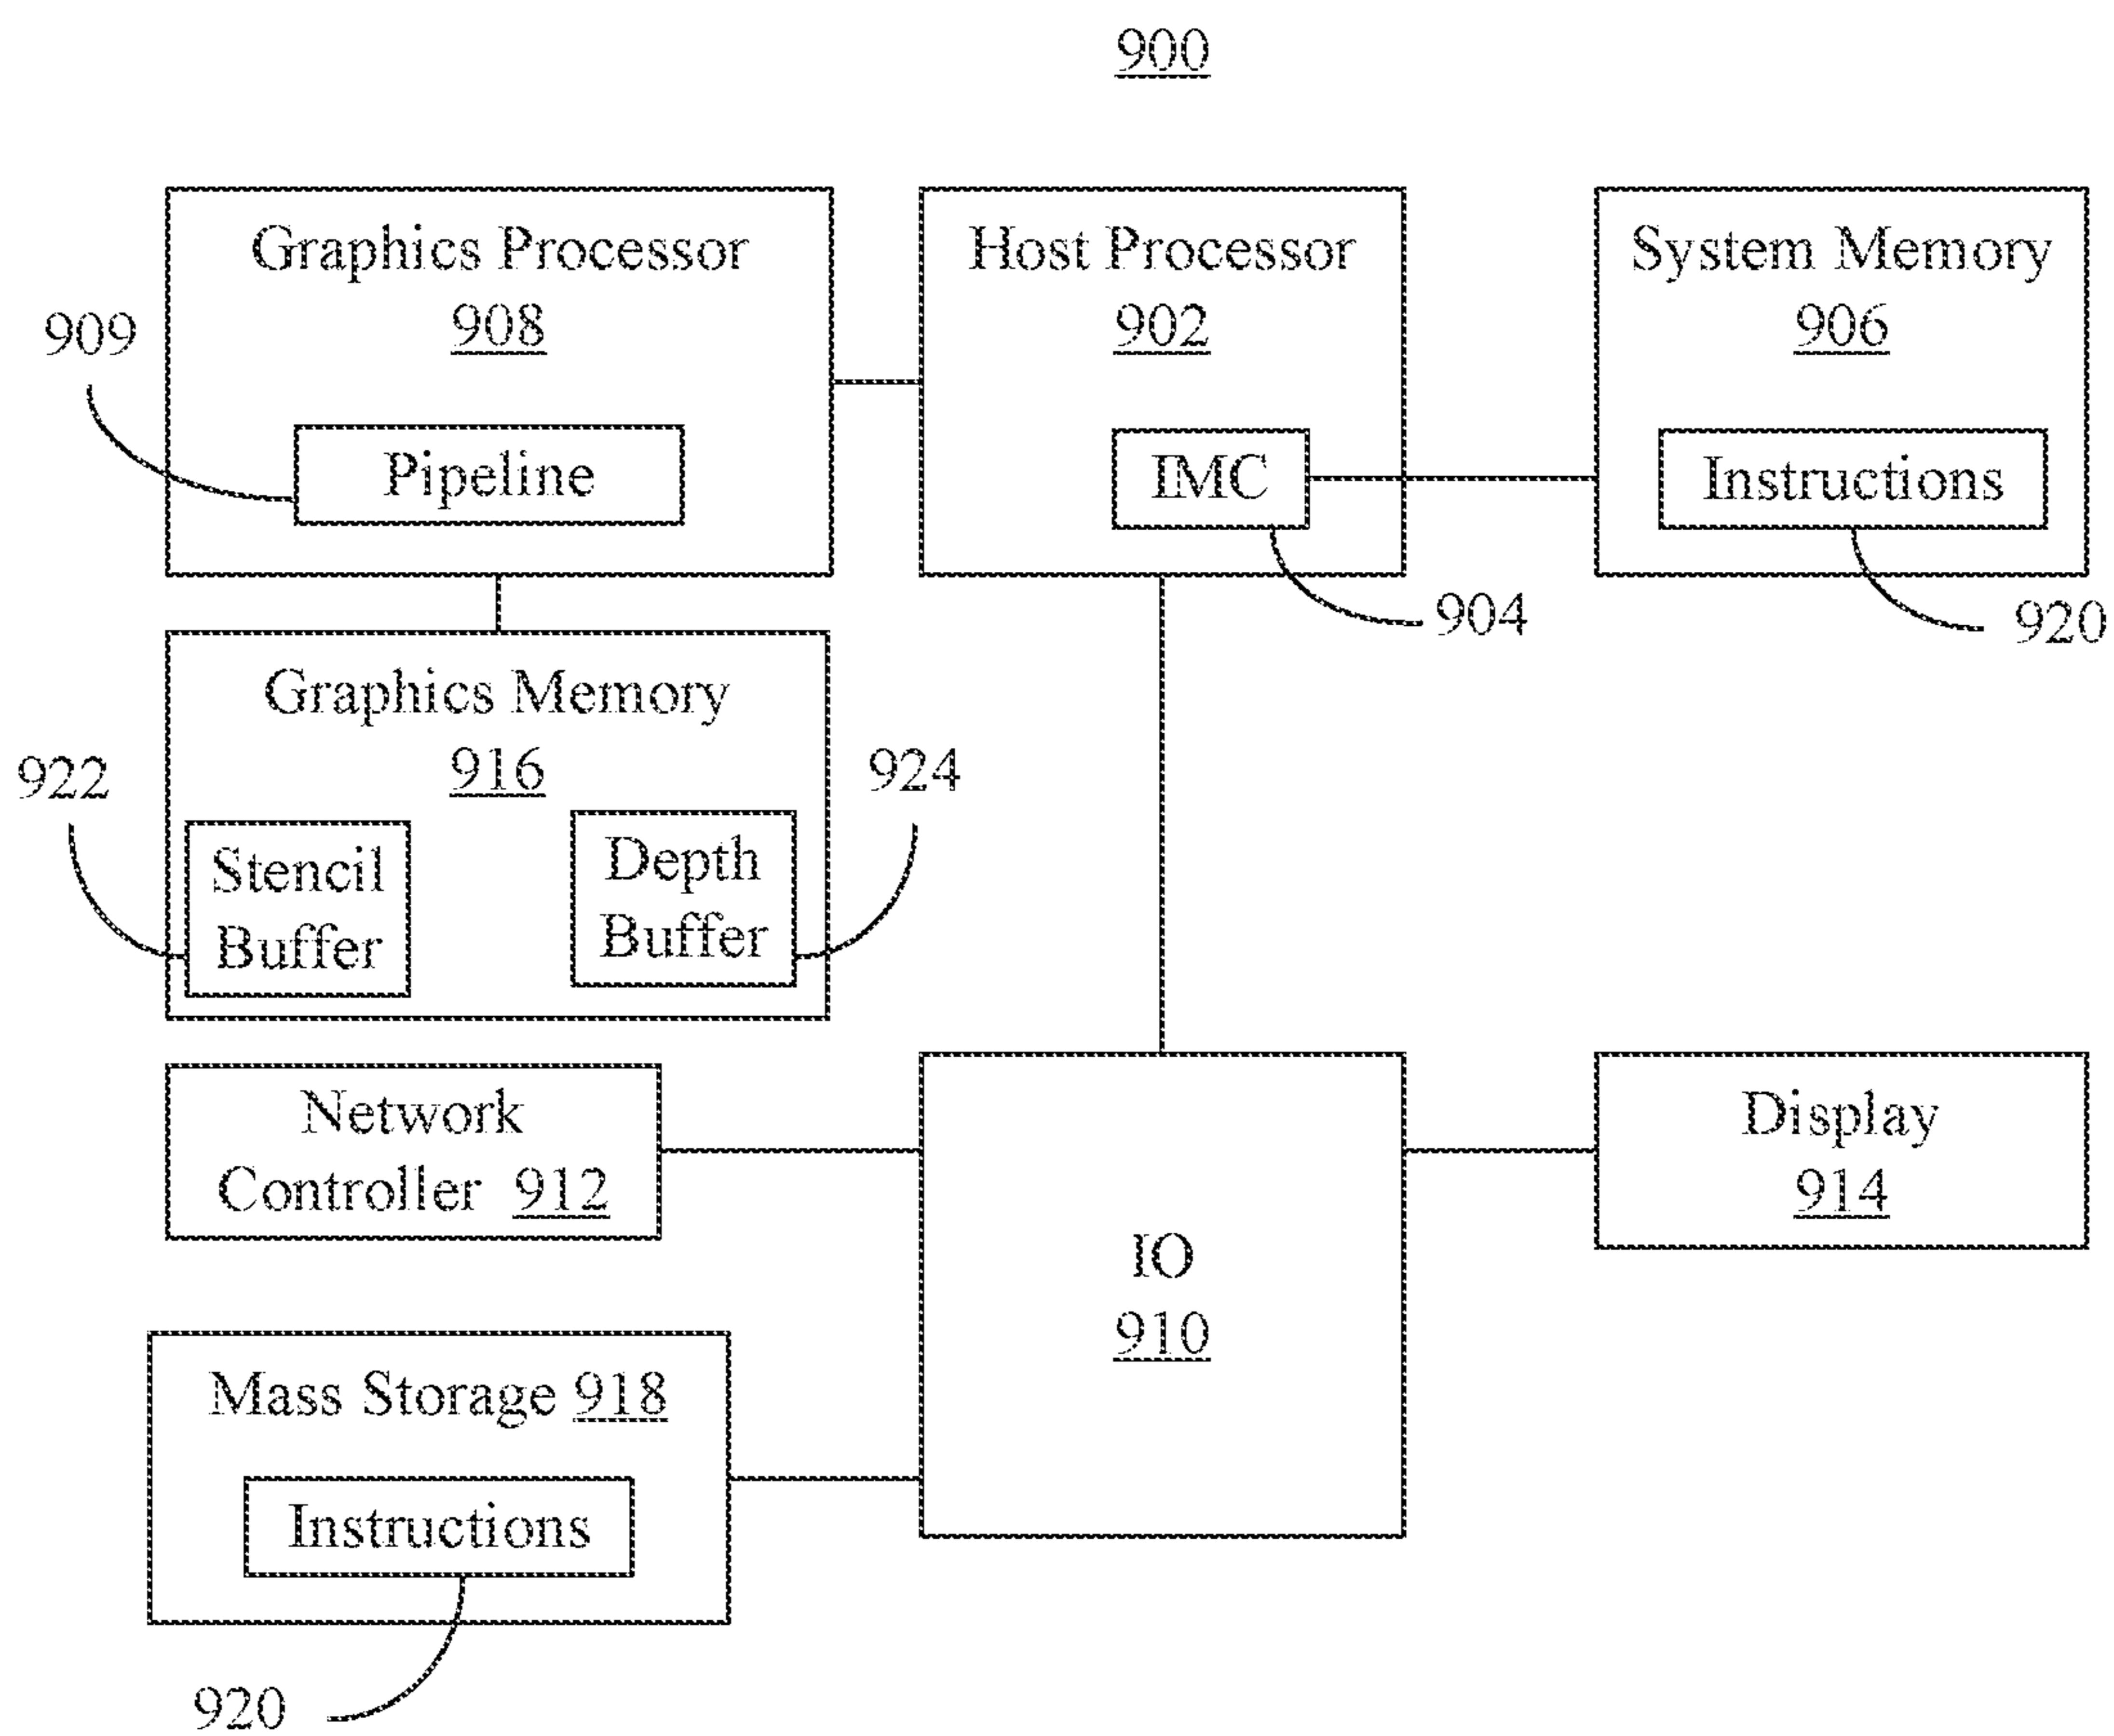 900
Graphics Processor
908
909
Pipeline
Host Processor
902
IMC
904
System Memory
906
Instructions
920
Graphics Memory
916
922
924
Stencil
Buffer
Depth
Buffer
Network
Controller 912
IO
910
Display
914
Mass Storage 918
Instructions
920